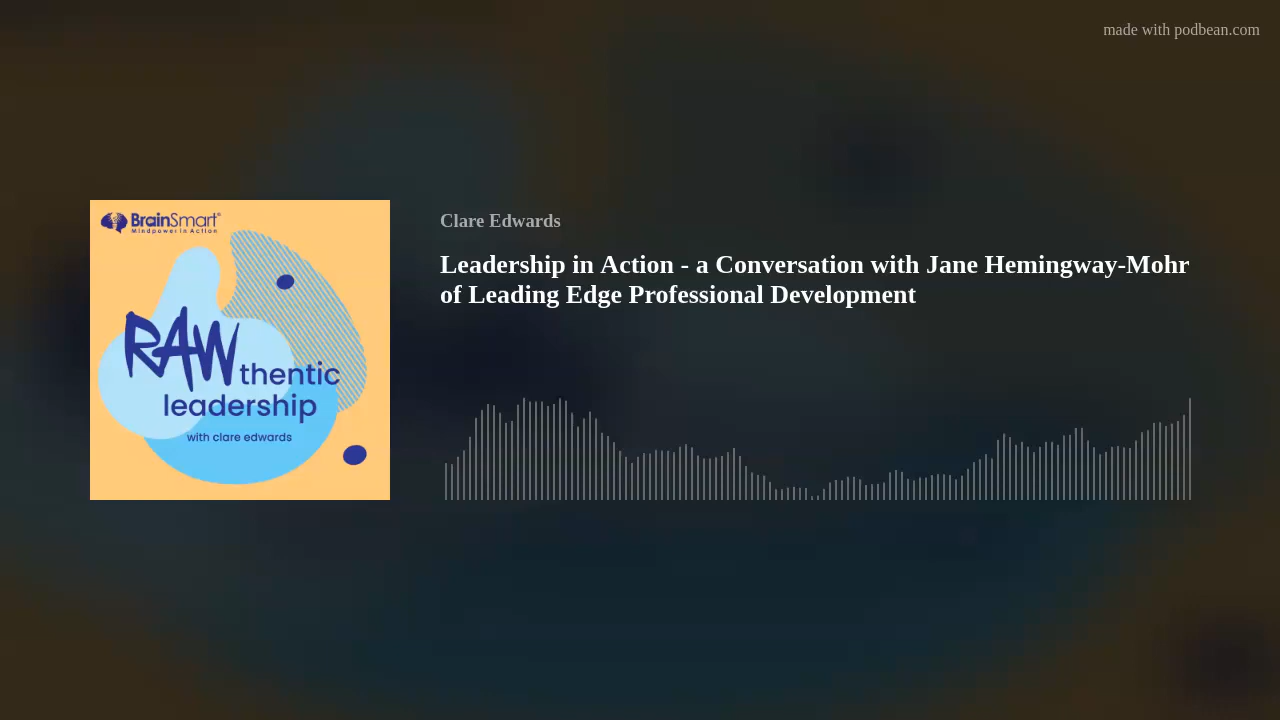 made with podbean.com
BrainSmart®
Mindpower in Action
RAWthentic
leadership
with clare edwards
Clare Edwards
Leadership in Action - a Conversation with Jane Hemingway-Mohr
of Leading Edge Professional Development